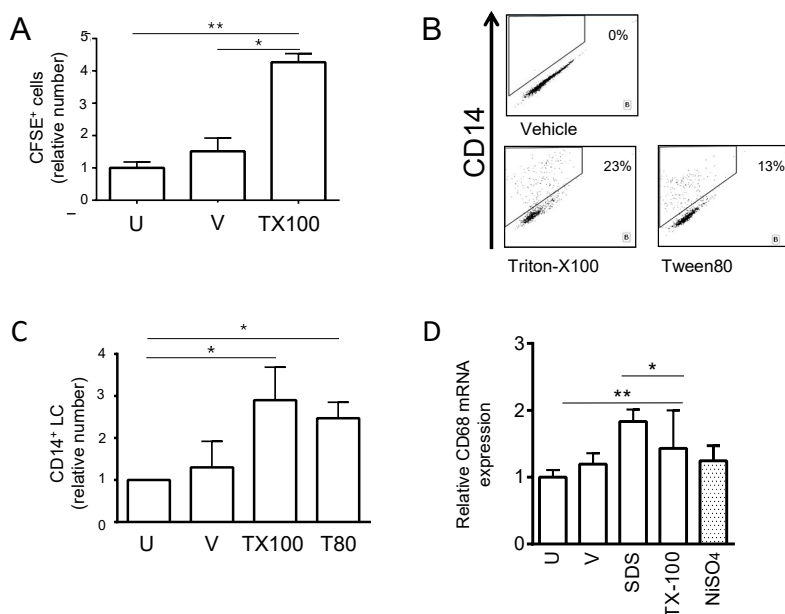 A
CFSE+ cells
(relative number)
5
4
3
2
1
0
**
*
U V TX100
B
CD14
0%
B
Vehicle
23%
B
Triton-X100
13%
B
Tween80
C
CD14+ LC
(relative number)
4
3
2
1
0
*
*
U V TX100 T80
D
Relative CD68 mRNA
expression
3
2
1
0
*
**
U
V
SDS
TX-100
NiSO4